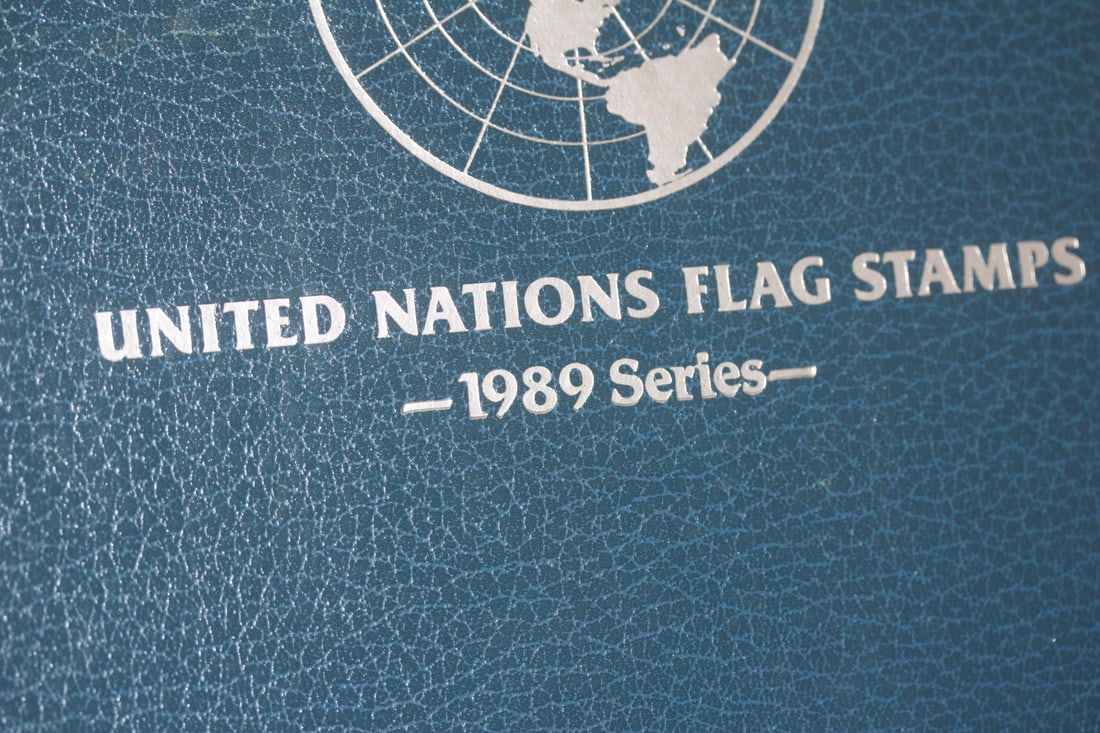 UNITED NATIONS FLAG STAMPS
—1989 Series—